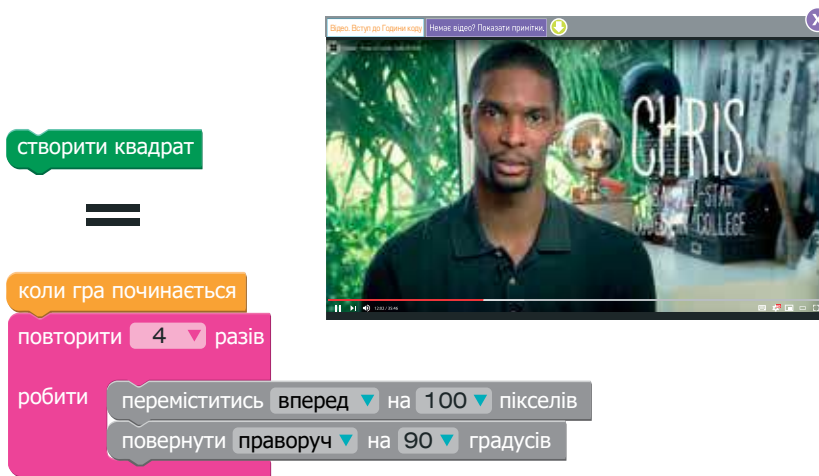 Відео. Вступ до Години коду
Немає відео? Показати примітки.
X
створити квадрат
CHRIS
COLLEGE
коли гра починається
повторити 4 разів
робити
переміститись вперед на 100 пікселів
повернути праворуч на 90 градусів